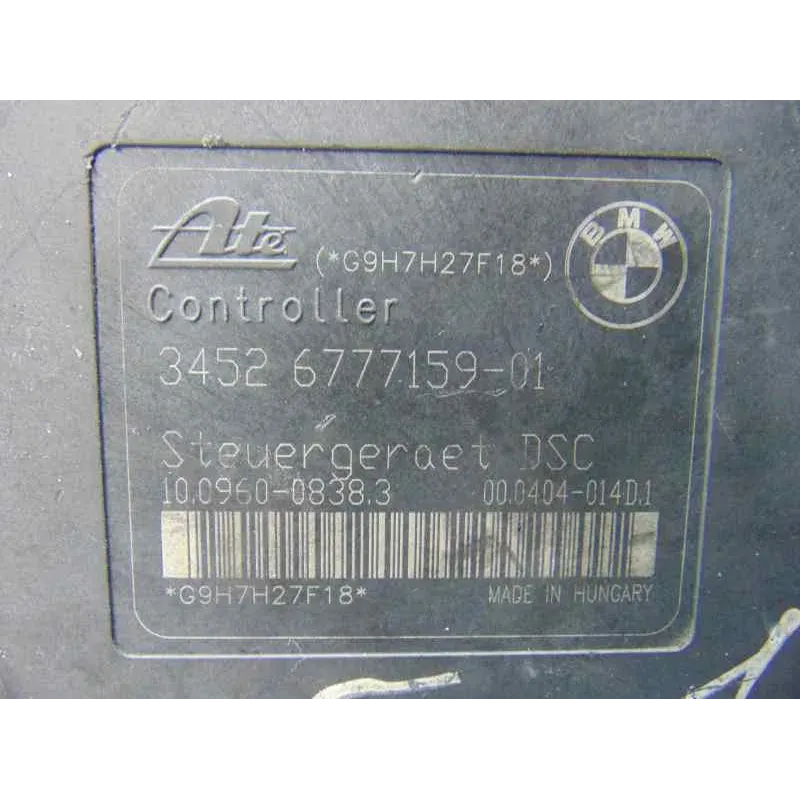 Ate (*G9H7H27F18*) BMW
Controller
3452 6777159-01
Steuergeraet DSC
10.0960-0838.3 00.0404-014D.1
*G9H7H27F18* MADE IN HUNGARY